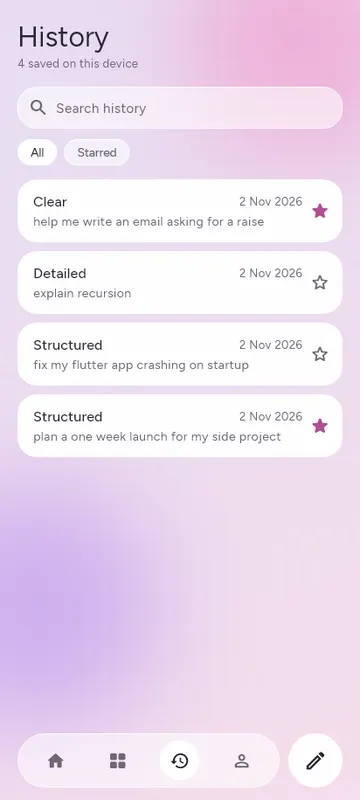 History
4 saved on this device
Search history
All
Starred
Clear
2 Nov 2026
help me write an email asking for a raise
Detailed
2 Nov 2026
explain recursion
Structured
2 Nov 2026
fix my flutter app crashing on startup
Structured
2 Nov 2026
plan a one week launch for my side project